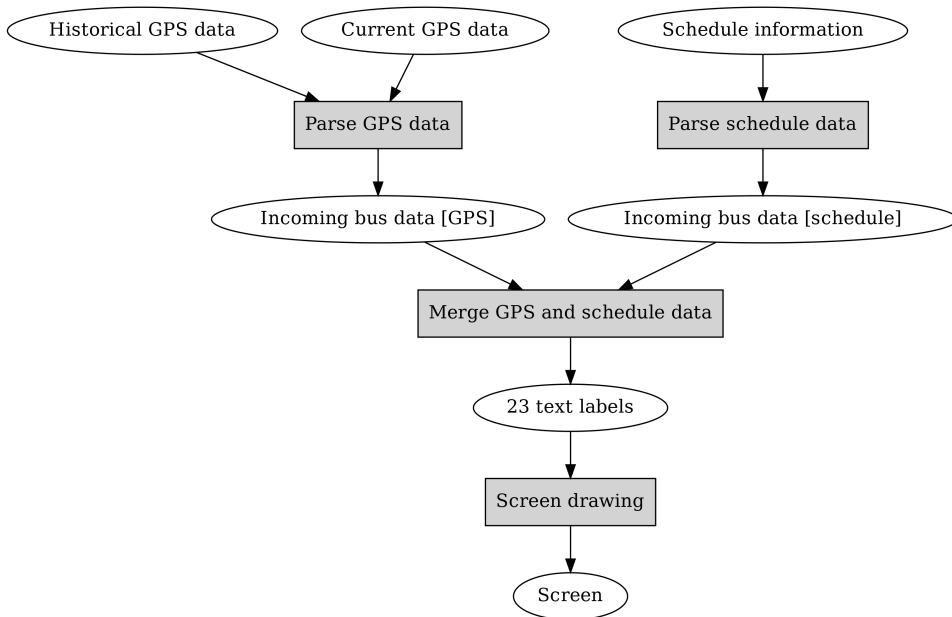 Historical GPS data
Current GPS data
Schedule information
Parse GPS data
Parse schedule data
Incoming bus data [GPS]
Incoming bus data [schedule]
Merge GPS and schedule data
23 text labels
Screen drawing
Screen